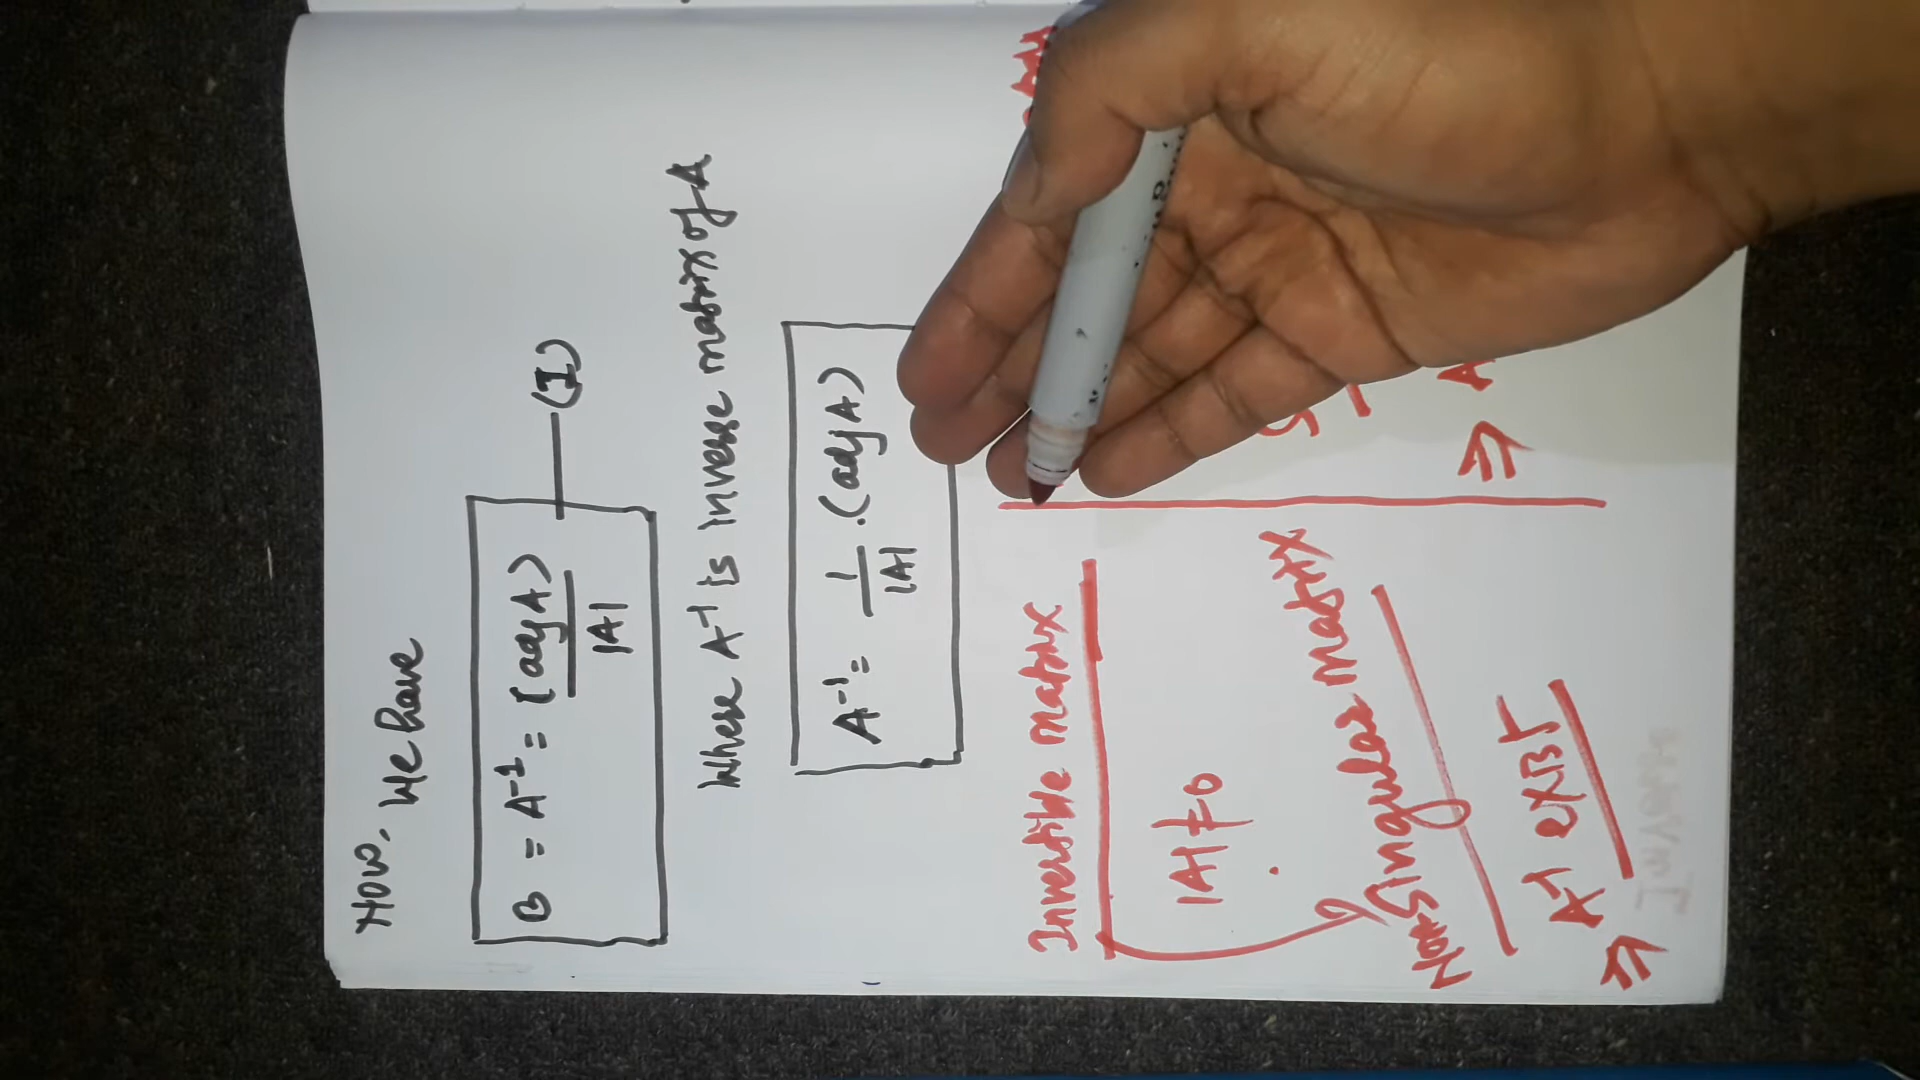 Now, we have
B = A⁻¹ = (adj A) / |A| — (I)
Where A⁻¹ is inverse matrix of A
A⁻¹ = 1/|A| . (adj A)
Invertible matrix
|A| ≠ 0
Non Singular matrix
⇒ A⁻¹ exist
⇒ A